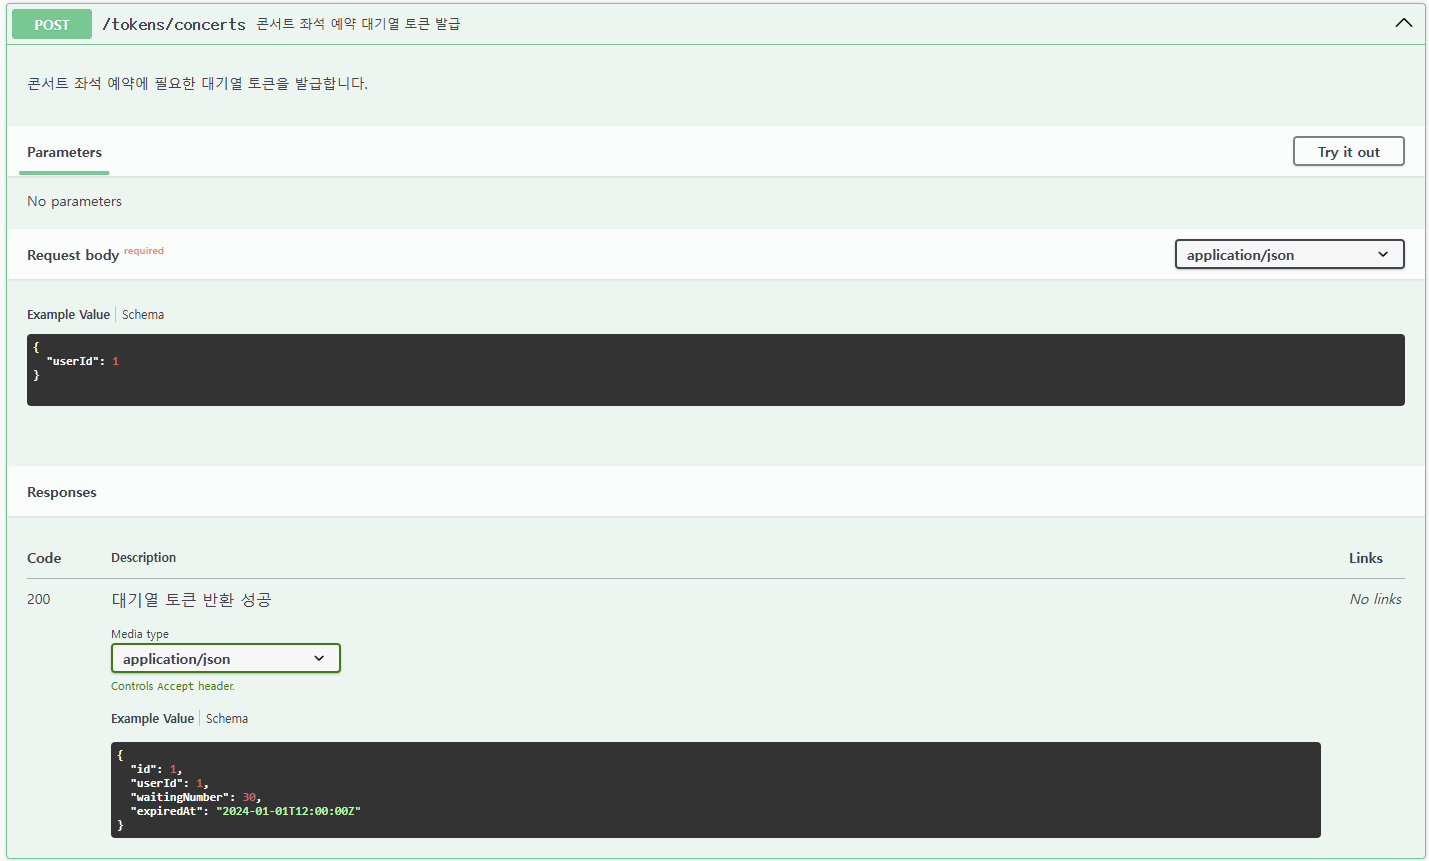 POST /tokens/concerts 콘서트 좌석 예약 대기열 토큰 발급
콘서트 좌석 예약에 필요한 대기열 토큰을 발급합니다.
Parameters Try it out
No parameters
Request body required application/json
Example Value Schema
{
"userId": 1
}
Responses
Code Description Links
200 대기열 토큰 반환 성공 No links
Media type
application/json
Controls Accept header.
Example Value Schema
{
"id": 1,
"userId": 1,
"waitingNumber": 30,
"expiredAt": "2024-01-01T12:00:00Z"
}